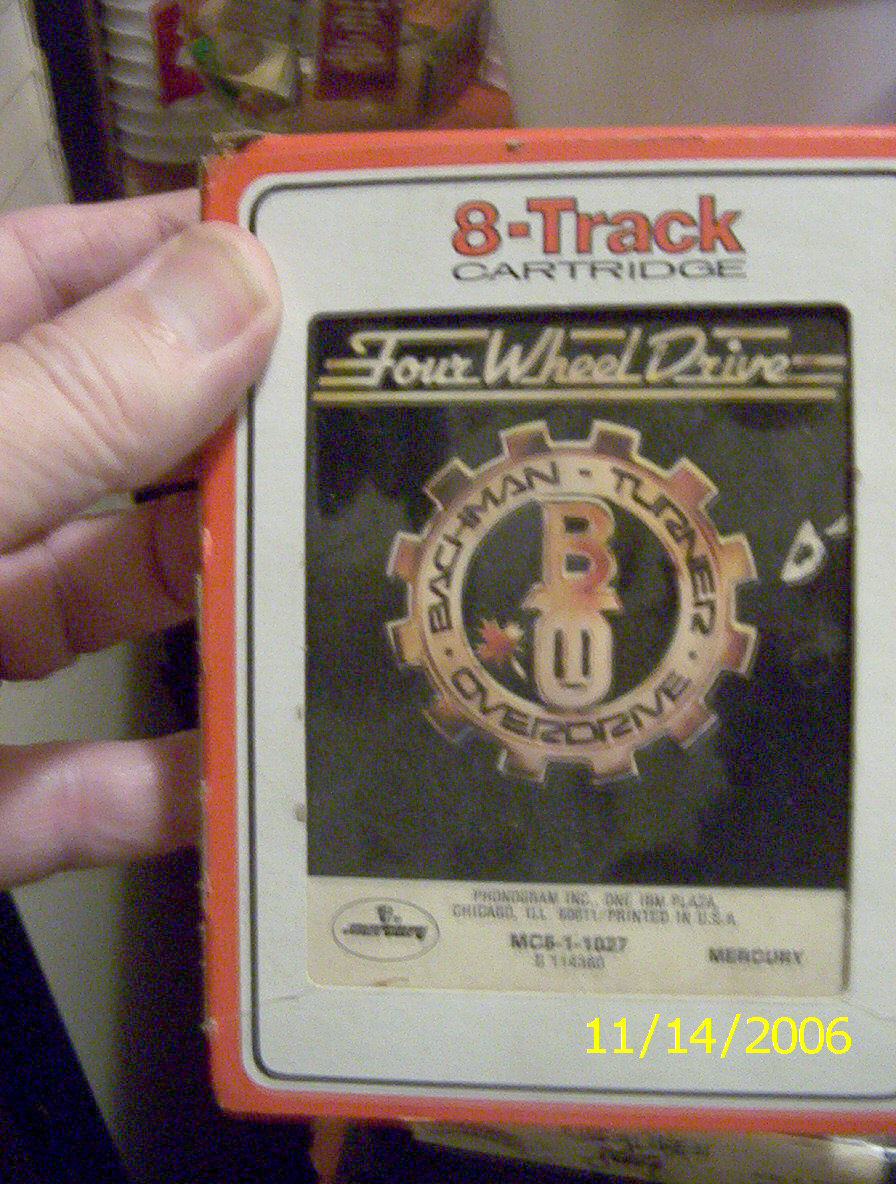 8-Track
CARTRIDGE
Four Wheel Drive
BACHMAN - TURNER
B
T
O
· OVERDRIVE ·
PHONOGRAM INC., ONE IBM PLAZA,
CHICAGO, ILL 60611/PRINTED IN U.S.A.
mercury
MC8-1-1027
S 114380
MERCURY
11/14/2006